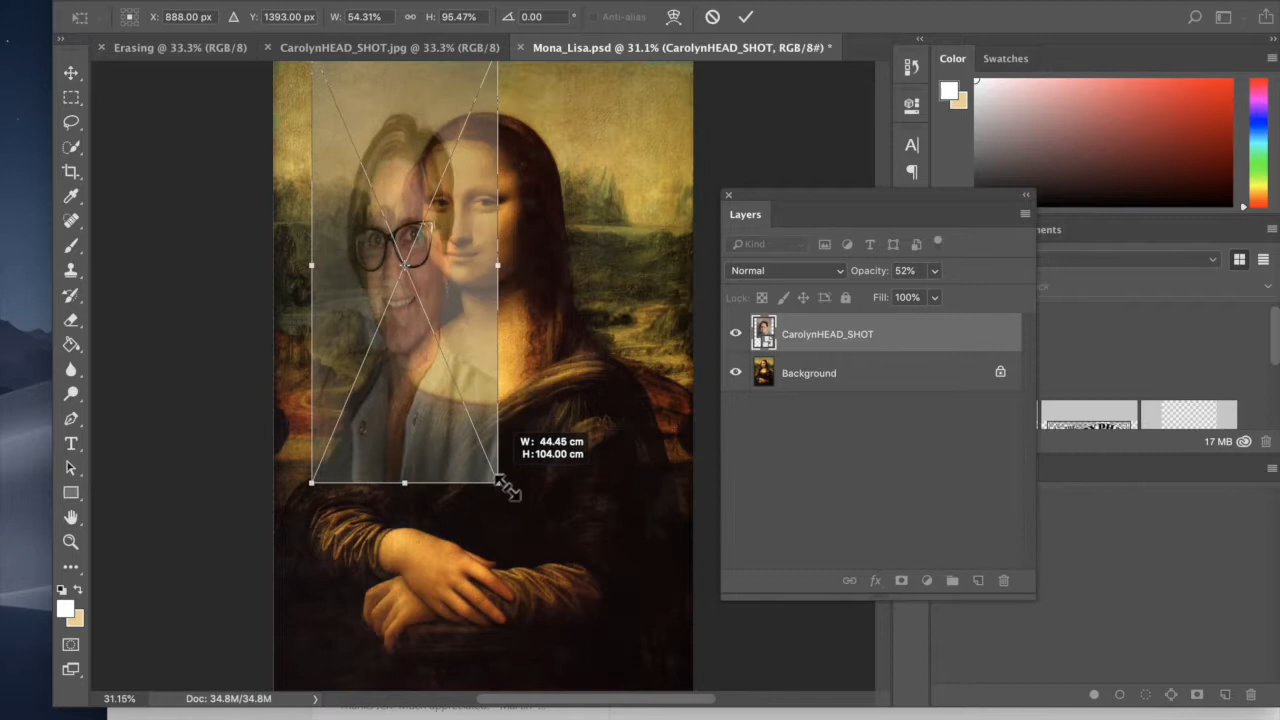 X: 888.00 px Y: 1393.00 px W: 54.31% H: 95.47% 0.00 ° Anti-alias
Erasing @ 33.3% (RGB/8) CarolynHEAD_SHOT.jpg @ 33.3% (RGB/8) Mona_Lisa.psd @ 31.1% (CarolynHEAD_SHOT, RGB/8#) *
Color Swatches
Layers
Kind
Normal Opacity: 52%
Lock: Fill: 100%
CarolynHEAD_SHOT
Background
W: 44.45 cm
H: 104.00 cm
17 MB
31.15% Doc: 34.8M/34.8M